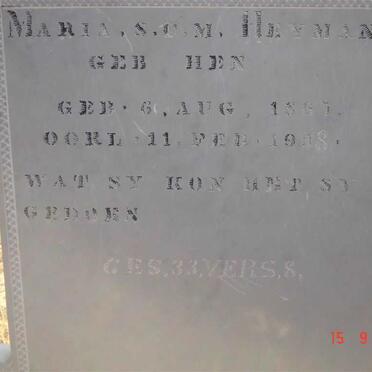 MARIA. S. C. M. HEYMAN
GEB HEN
GEB. 6, AUG,
OORL. 11. FEB.
WAT SY KON HET SY
GEDOEN
GES. 33, VERS, 8,
15 9